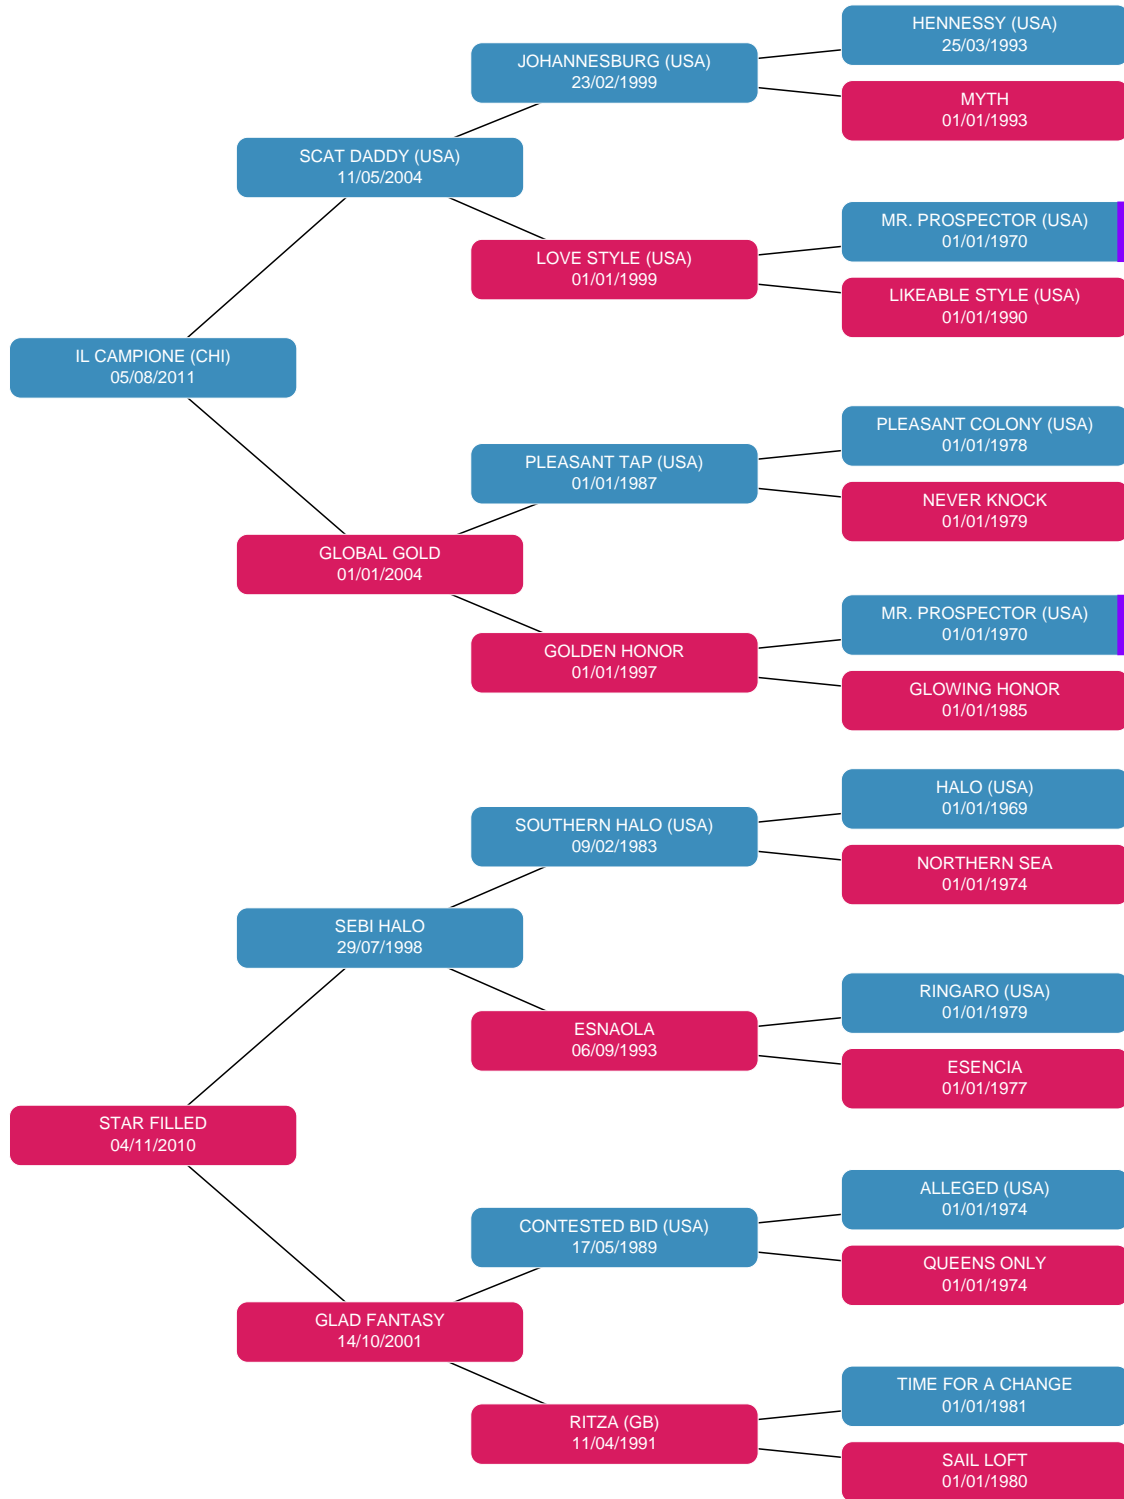 HENNESSY (USA)
25/03/1993
JOHANNESBURG (USA)
23/02/1999
MYTH
01/01/1993
SCAT DADDY (USA)
11/05/2004
MR. PROSPECTOR (USA)
01/01/1970
LOVE STYLE (USA)
01/01/1999
LIKEABLE STYLE (USA)
01/01/1990
IL CAMPIONE (CHI)
05/08/2011
PLEASANT COLONY (USA)
01/01/1978
PLEASANT TAP (USA)
01/01/1987
NEVER KNOCK
01/01/1979
GLOBAL GOLD
01/01/2004
MR. PROSPECTOR (USA)
01/01/1970
GOLDEN HONOR
01/01/1997
GLOWING HONOR
01/01/1985
HALO (USA)
01/01/1969
SOUTHERN HALO (USA)
09/02/1983
NORTHERN SEA
01/01/1974
SEBI HALO
29/07/1998
RINGARO (USA)
01/01/1979
ESNAOLA
06/09/1993
ESENCIA
01/01/1977
STAR FILLED
04/11/2010
ALLEGED (USA)
01/01/1974
CONTESTED BID (USA)
17/05/1989
QUEENS ONLY
01/01/1974
GLAD FANTASY
14/10/2001
TIME FOR A CHANGE
01/01/1981
RITZA (GB)
11/04/1991
SAIL LOFT
01/01/1980